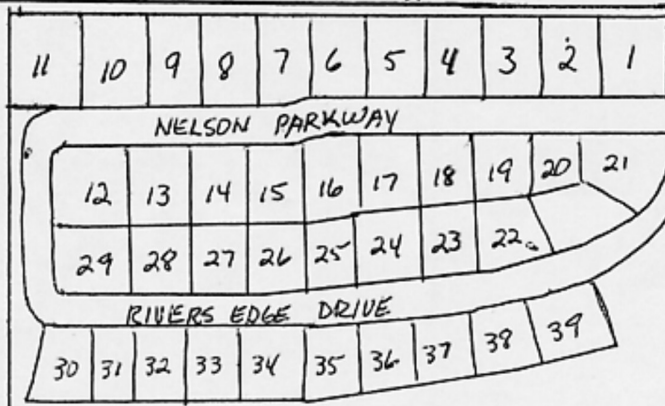 11 10 9 8 7 6 5 4 3 2 1
NELSON PARKWAY
12 13 14 15 16 17 18 19 20 21
29 28 27 26 25 24 23 22
RIVERS EDGE DRIVE
30 31 32 33 34 35 36 37 38 39